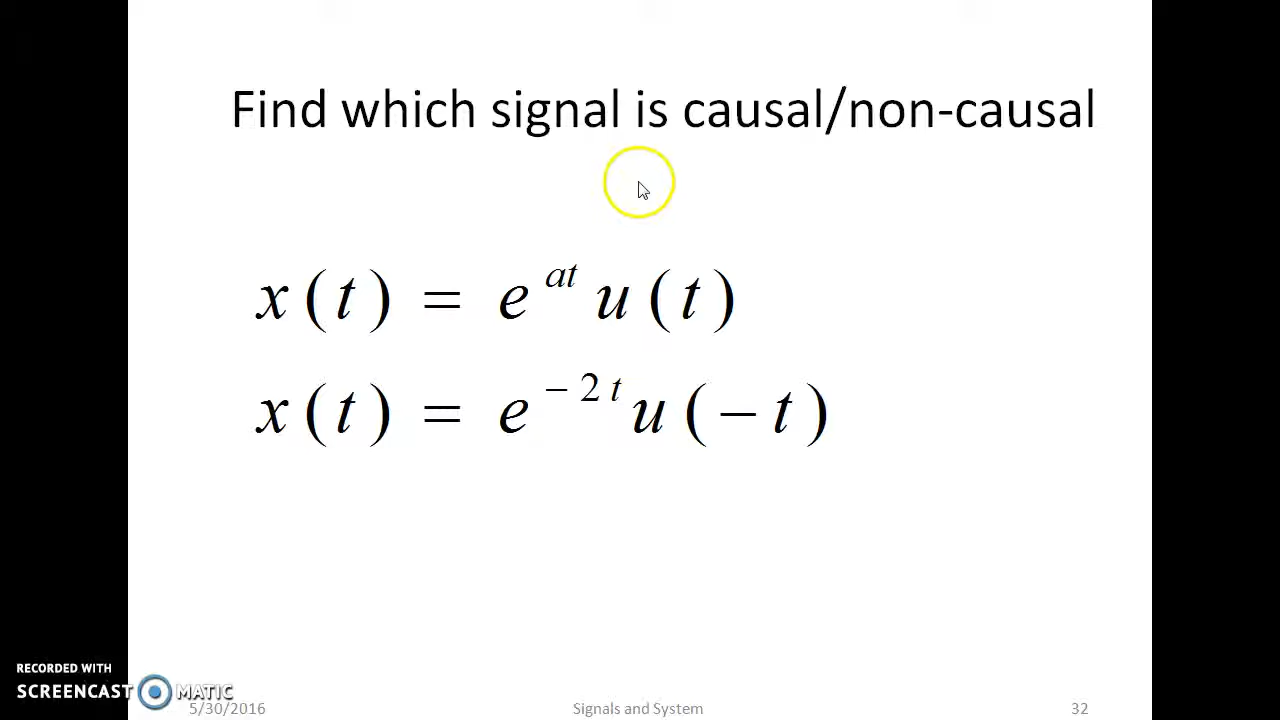 Find which signal is causal/non-causal
x(t) = e^{at} u(t)
x(t) = e^{-2t} u(-t)
RECORDED WITH
SCREENCAST MATIC
5/30/2016 Signals and System 32